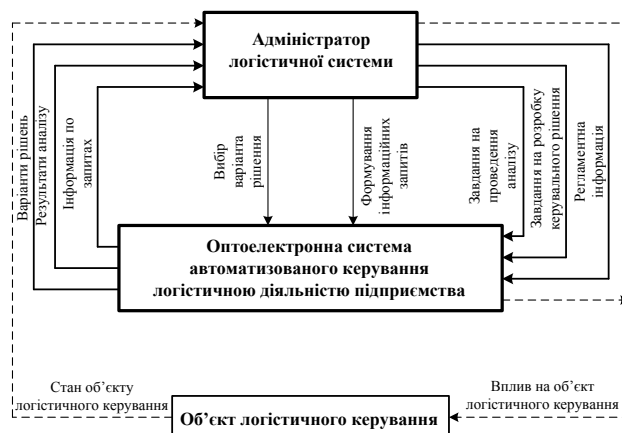 Адміністратор
логістичної системи
Варіанти рішень
Результати аналізу
Інформація по
запитах
Вибір
варіанта
рішення
Формування
інформаційних
запитів
Завдання на
проведення
аналізу
Завдання на розробку
керувального рішення
Регламентна
інформація
Оптоелектронна система
автоматизованого керування
логістичною діяльністю підприємства
Стан об’єкту
логістичного керування
Об’єкт логістичного керування
Вплив на об’єкт
логістичного керування